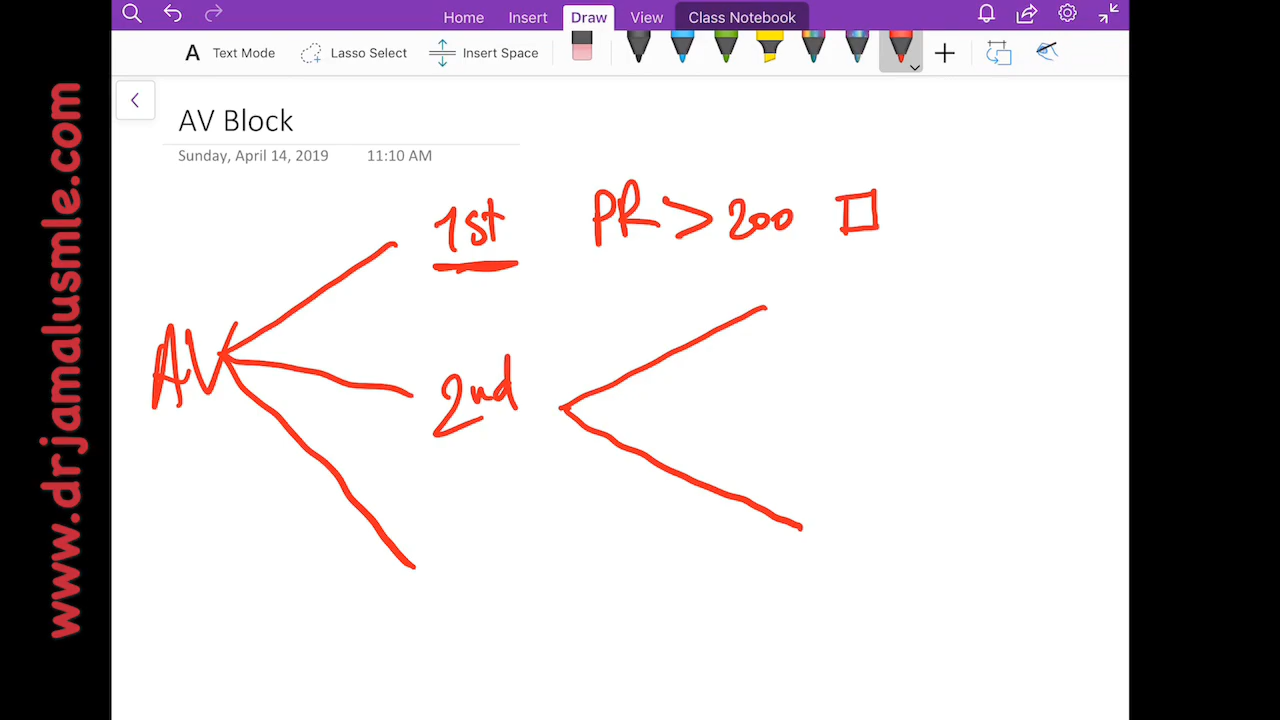 Home Insert Draw View Class Notebook
A Text Mode Lasso Select Insert Space
AV Block
Sunday, April 14, 2019 11:10 AM
1st PR > 200
AV
2nd
www.drjamalusmle.com